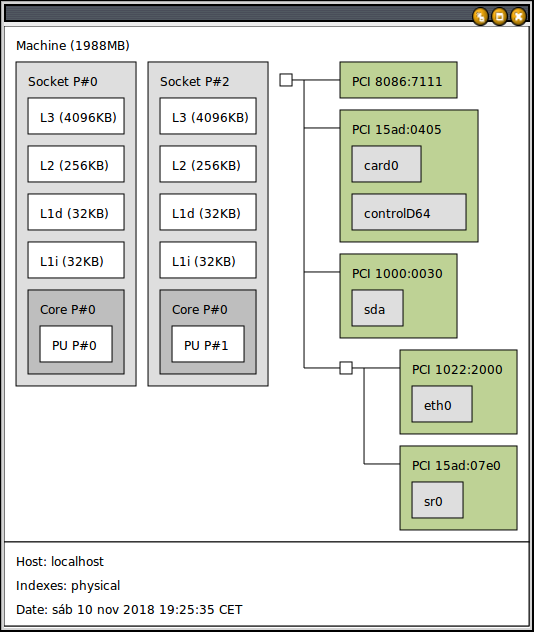 Machine (1988MB)
Socket P#0
L3 (4096KB)
L2 (256KB)
L1d (32KB)
L1i (32KB)
Core P#0
PU P#0
Socket P#2
L3 (4096KB)
L2 (256KB)
L1d (32KB)
L1i (32KB)
Core P#0
PU P#1
PCI 8086:7111
PCI 15ad:0405
card0
controlD64
PCI 1000:0030
sda
PCI 1022:2000
eth0
PCI 15ad:07e0
sr0
Host: localhost
Indexes: physical
Date: sáb 10 nov 2018 19:25:35 CET